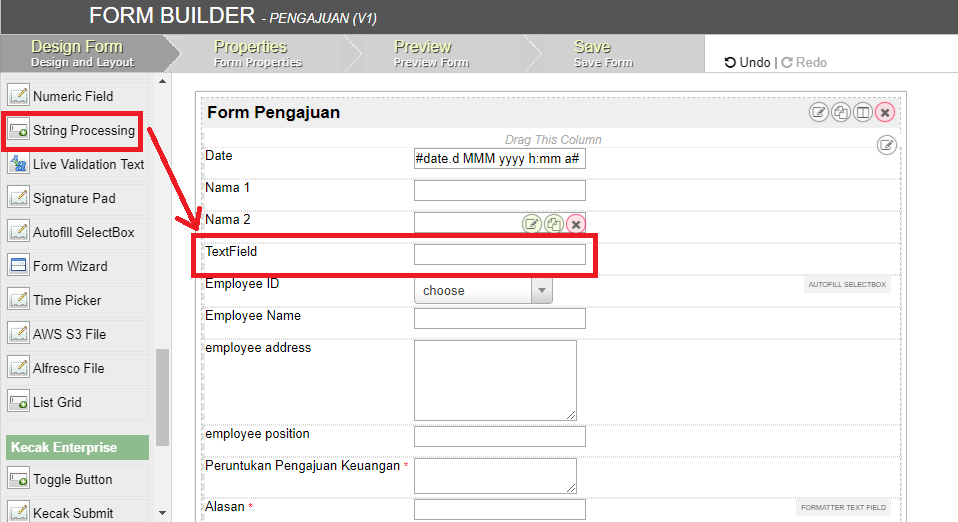 FORM BUILDER - PENGAJUAN (V1)
Design Form
Design and Layout
Properties
Form Properties
Preview
Preview Form
Save
Save Form
Undo | Redo
Numeric Field
String Processing
Live Validation Text
Signature Pad
Autofill SelectBox
Form Wizard
Time Picker
AWS S3 File
Alfresco File
List Grid
Kecak Enterprise
Toggle Button
Kecak Submit
Form Pengajuan
Drag This Column
Date #date.d MMM yyyy h:mm a#
Nama 1
Nama 2
TextField
Employee ID choose AUTOFILL SELECTBOX
Employee Name
employee address
employee position
Peruntukan Pengajuan Keuangan *
Alasan * FORMATTER TEXT FIELD